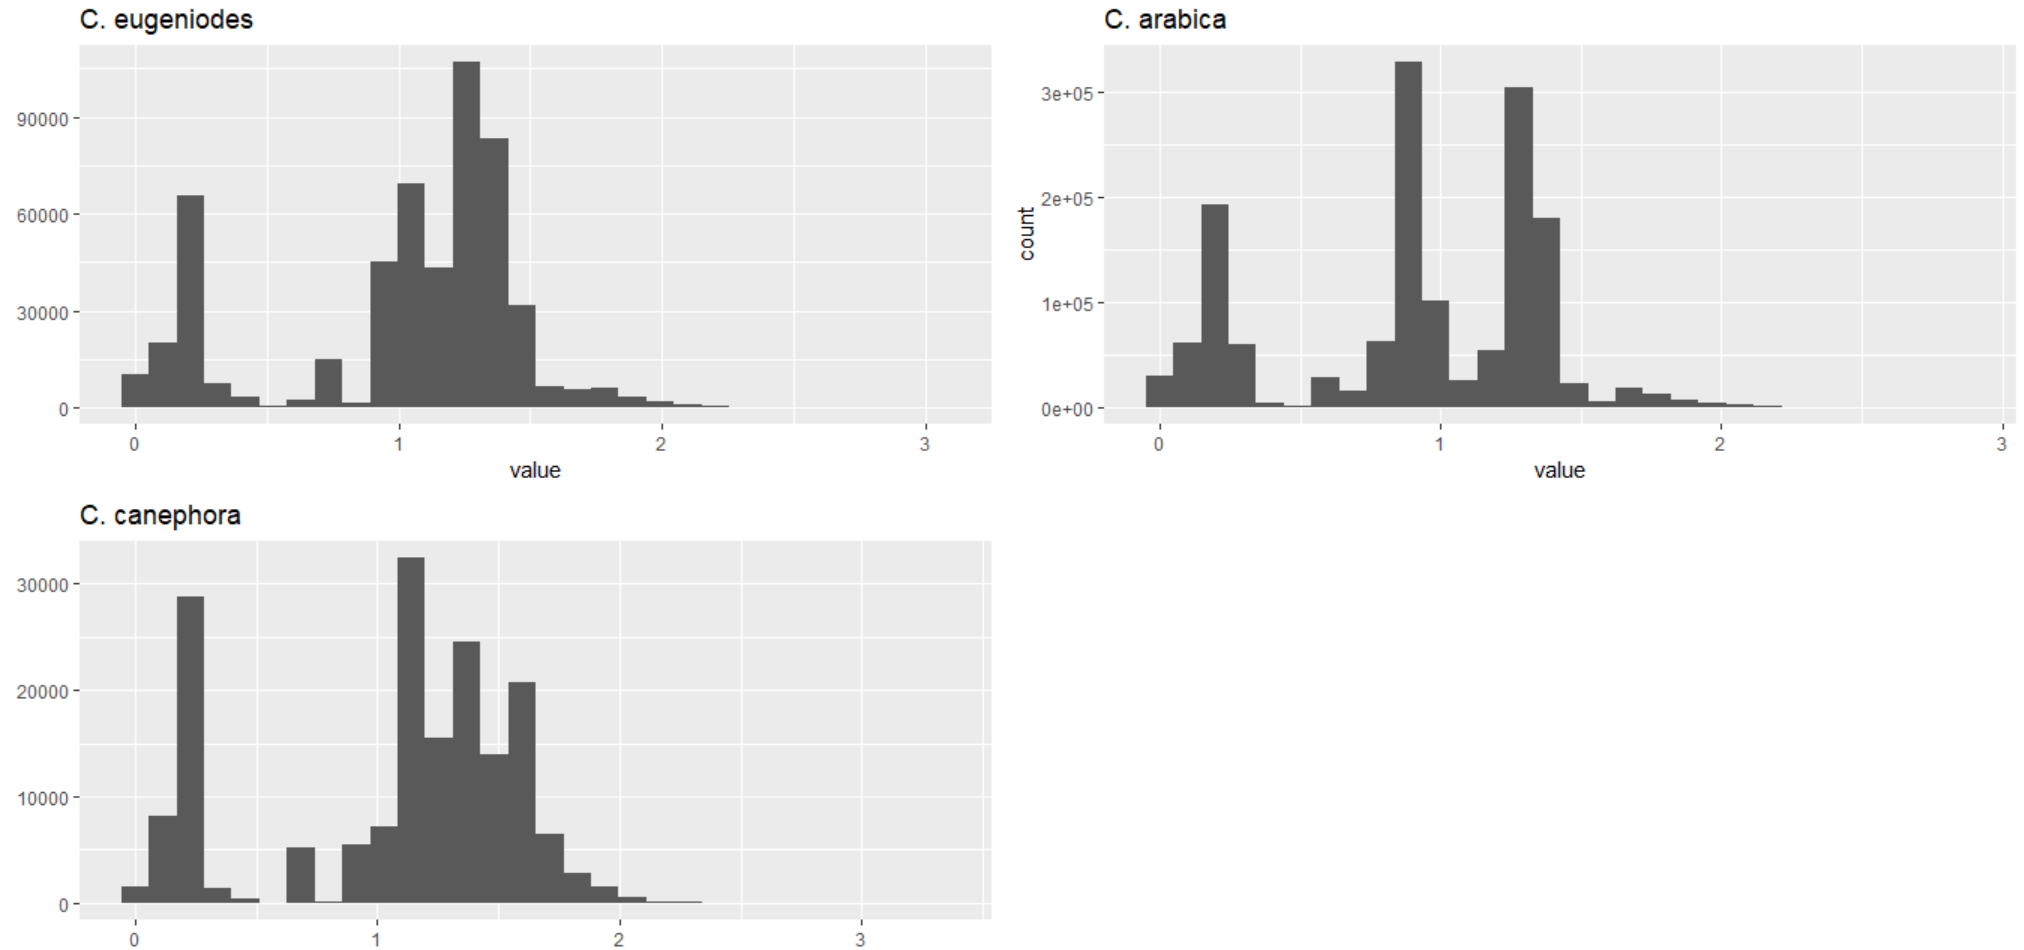 C. eugeniodes
90000
60000
30000
0
0 1 2 3
value
C. arabica
count
3e+05
2e+05
1e+05
0e+00
0 1 2 3
value
C. canephora
30000
20000
10000
0
0 1 2 3